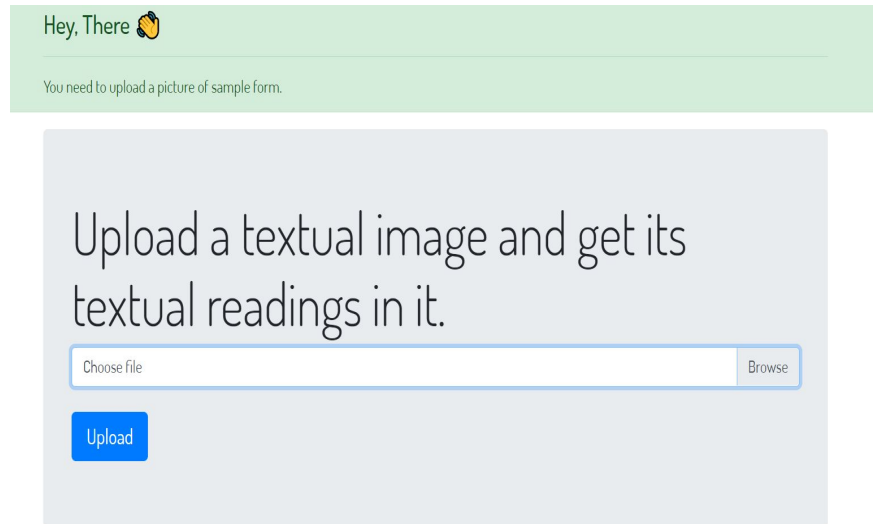 Hey, There 👋
You need to upload a picture of sample form.
Upload a textual image and get its
textual readings in it.
Choose file Browse
Upload